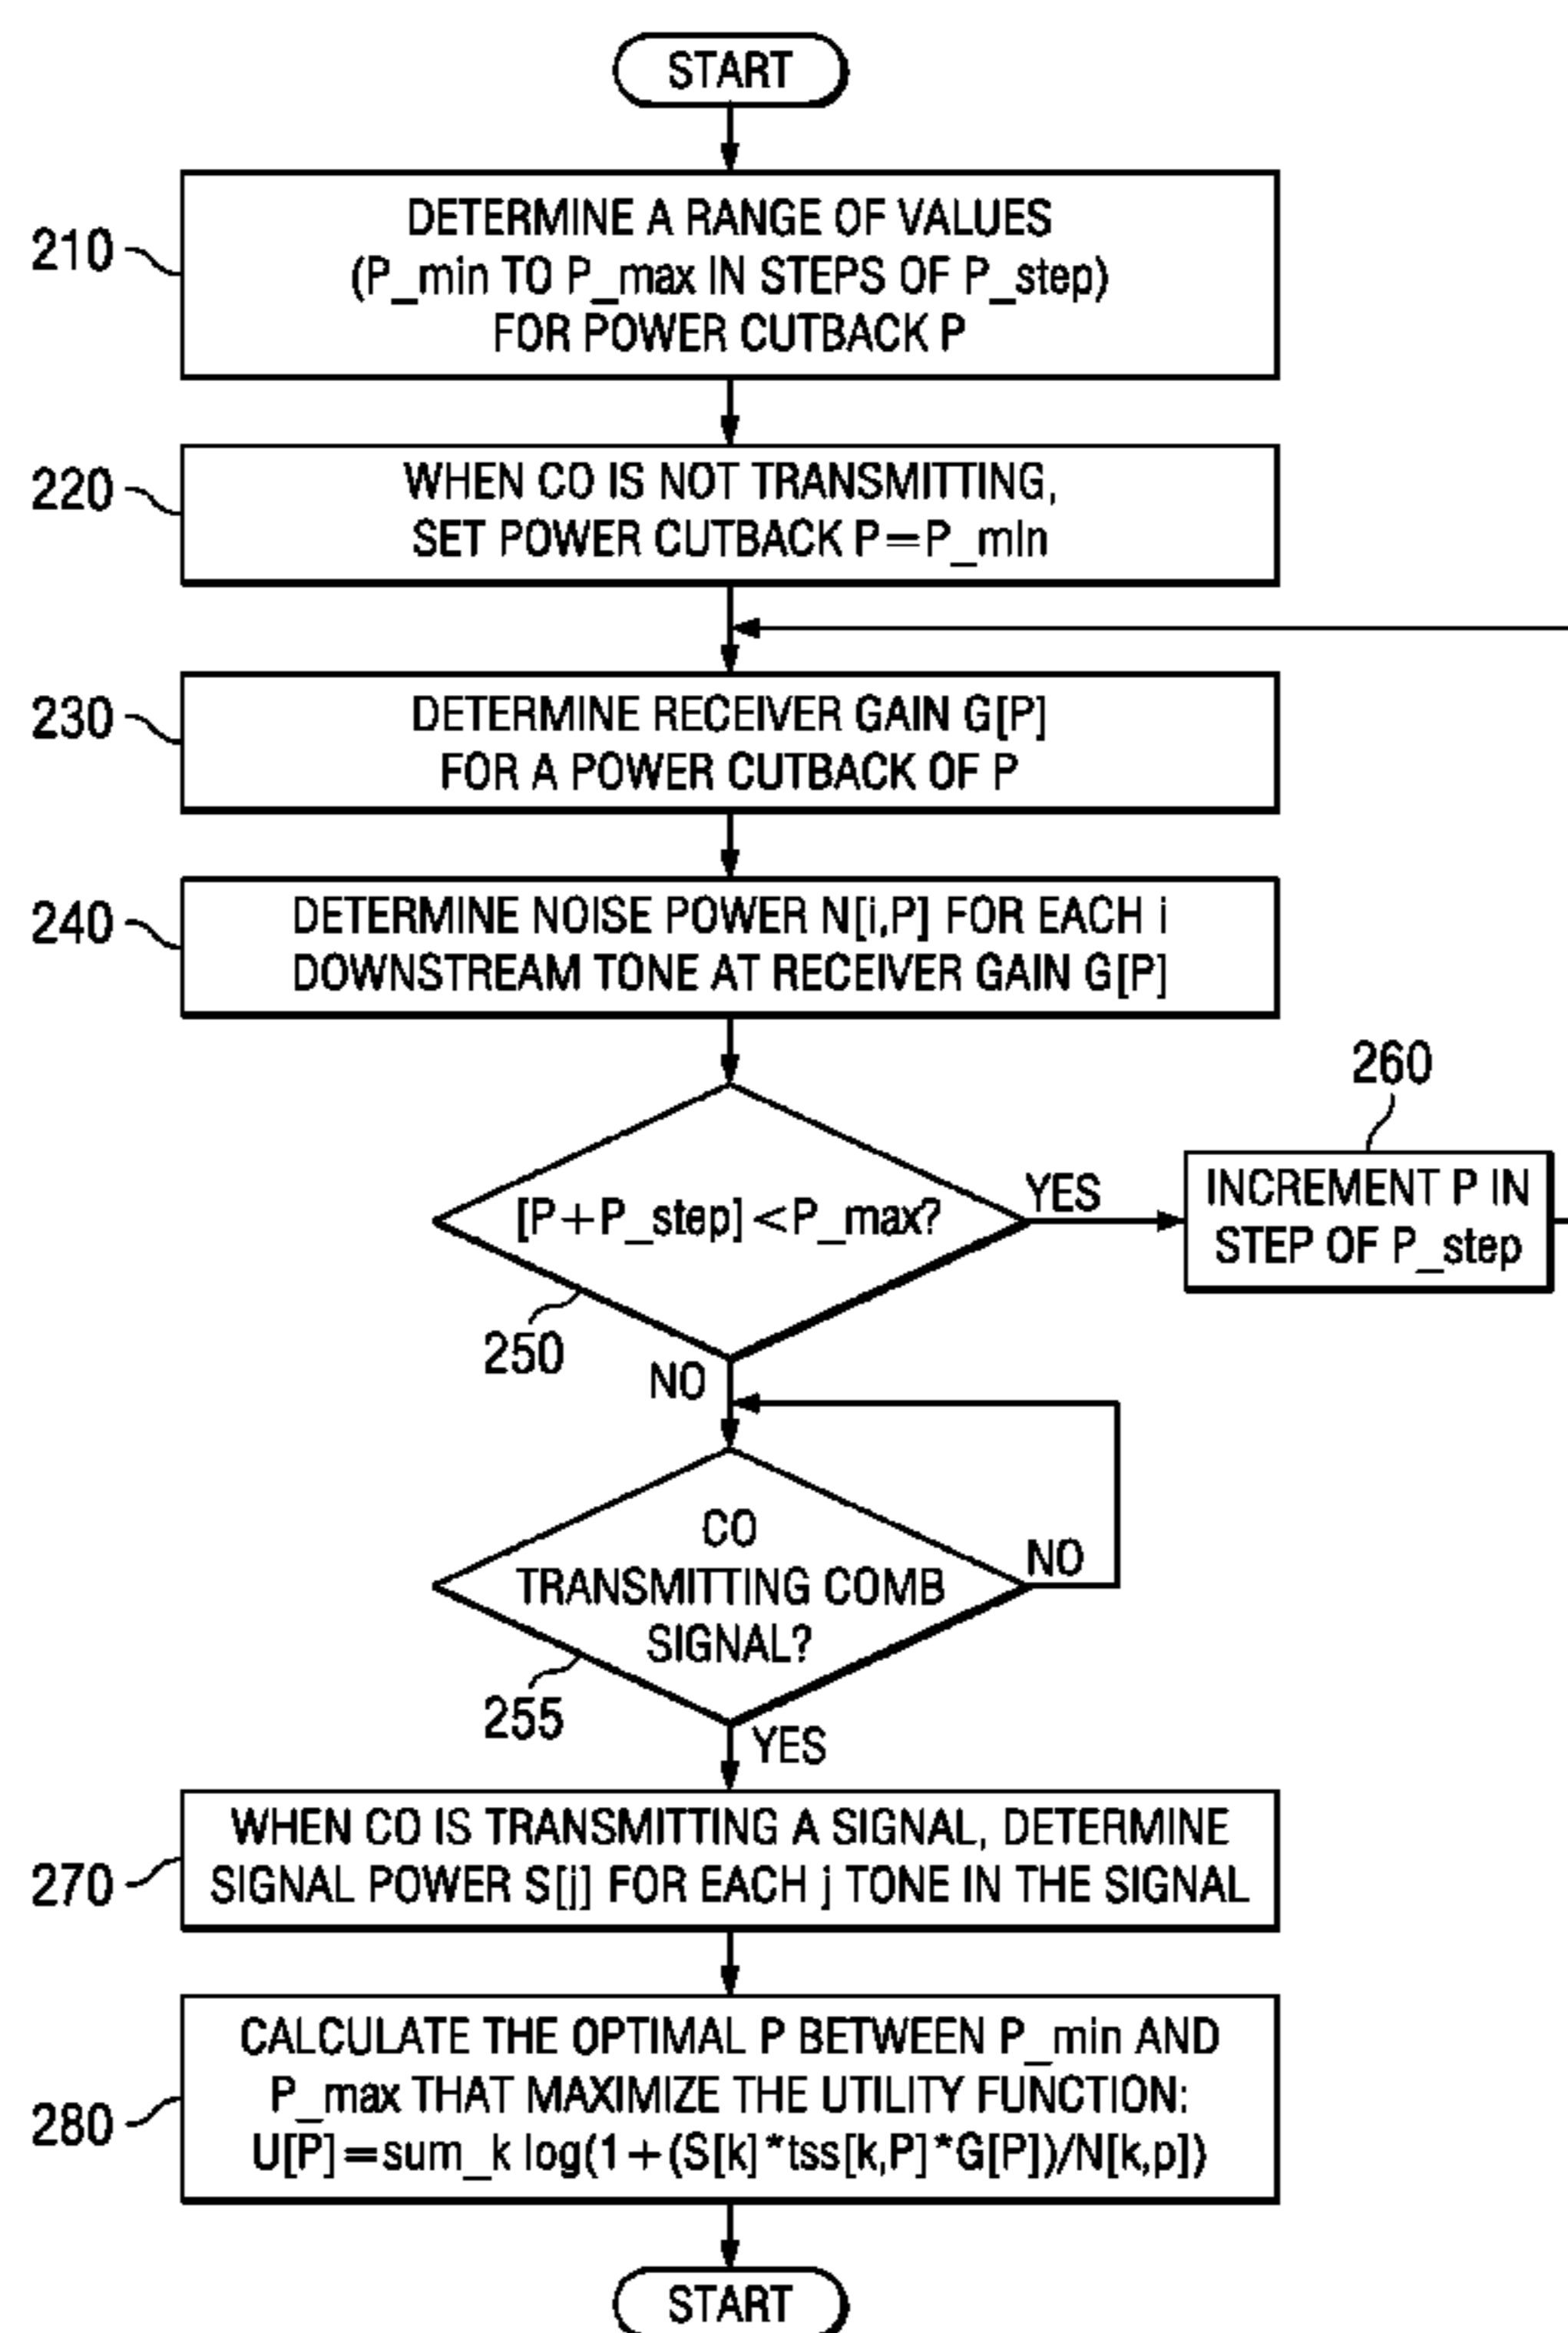 START
210
DETERMINE A RANGE OF VALUES
(P_min TO P_max IN STEPS OF P_step)
FOR POWER CUTBACK P
220
WHEN CO IS NOT TRANSMITTING,
SET POWER CUTBACK P=P_min
230
DETERMINE RECEIVER GAIN G[P]
FOR A POWER CUTBACK OF P
240
DETERMINE NOISE POWER N[i,P] FOR EACH i
DOWNSTREAM TONE AT RECEIVER GAIN G[P]
[P+P_step]<P_max?
250
YES
260
INCREMENT P IN
STEP OF P_step
NO
CO
TRANSMITTING COMB
SIGNAL?
255
NO
YES
270
WHEN CO IS TRANSMITTING A SIGNAL, DETERMINE
SIGNAL POWER S[j] FOR EACH j TONE IN THE SIGNAL
280
CALCULATE THE OPTIMAL P BETWEEN P_min AND
P_max THAT MAXIMIZE THE UTILITY FUNCTION:
U[P]=sum_k log(1+(S[k]*tss[k,P]*G[P])/N[k,p])
START